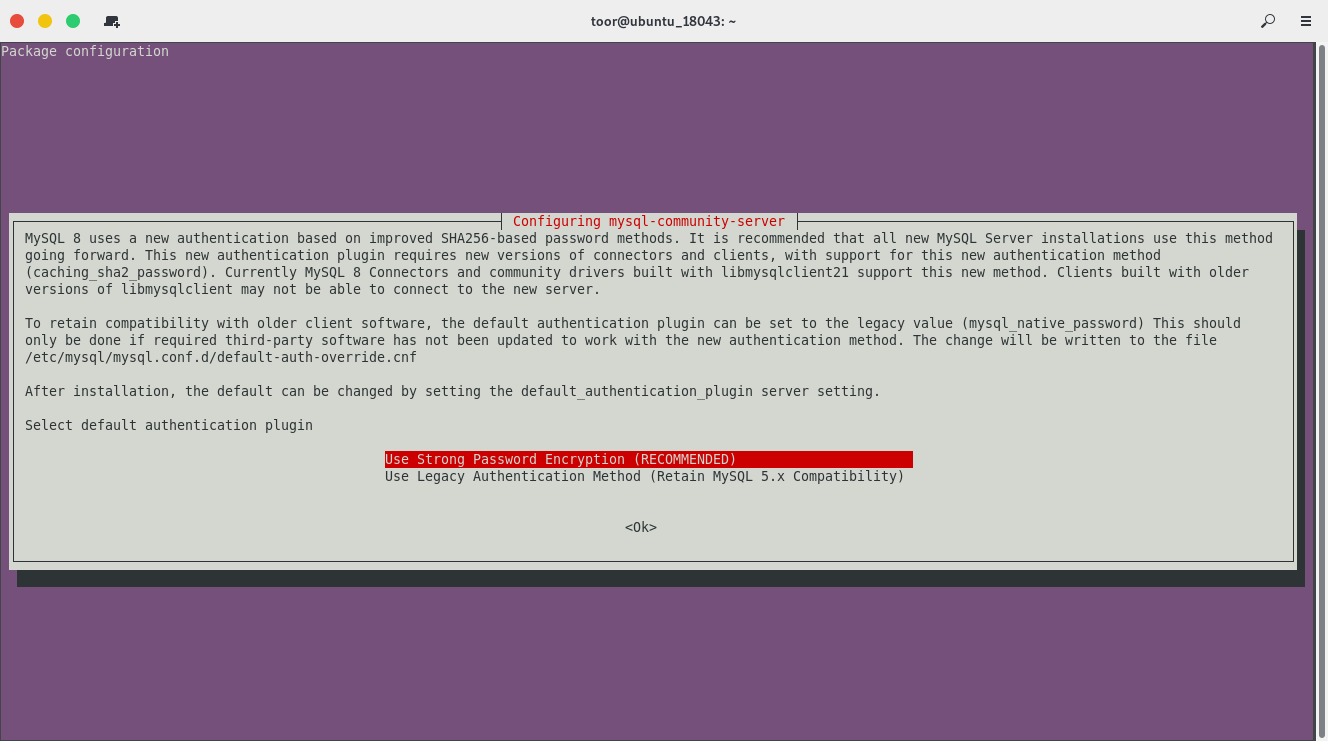 toor@ubuntu_18043: ~
Package configuration
Configuring mysql-community-server
MySQL 8 uses a new authentication based on improved SHA256-based password methods. It is recommended that all new MySQL Server installations use this method
going forward. This new authentication plugin requires new versions of connectors and clients, with support for this new authentication method
(caching_sha2_password). Currently MySQL 8 Connectors and community drivers built with libmysqlclient21 support this new method. Clients built with older
versions of libmysqlclient may not be able to connect to the new server.
To retain compatibility with older client software, the default authentication plugin can be set to the legacy value (mysql_native_password) This should
only be done if required third-party software has not been updated to work with the new authentication method. The change will be written to the file
/etc/mysql/mysql.conf.d/default-auth-override.cnf
After installation, the default can be changed by setting the default_authentication_plugin server setting.
Select default authentication plugin
Use Strong Password Encryption (RECOMMENDED)
Use Legacy Authentication Method (Retain MySQL 5.x Compatibility)
<Ok>